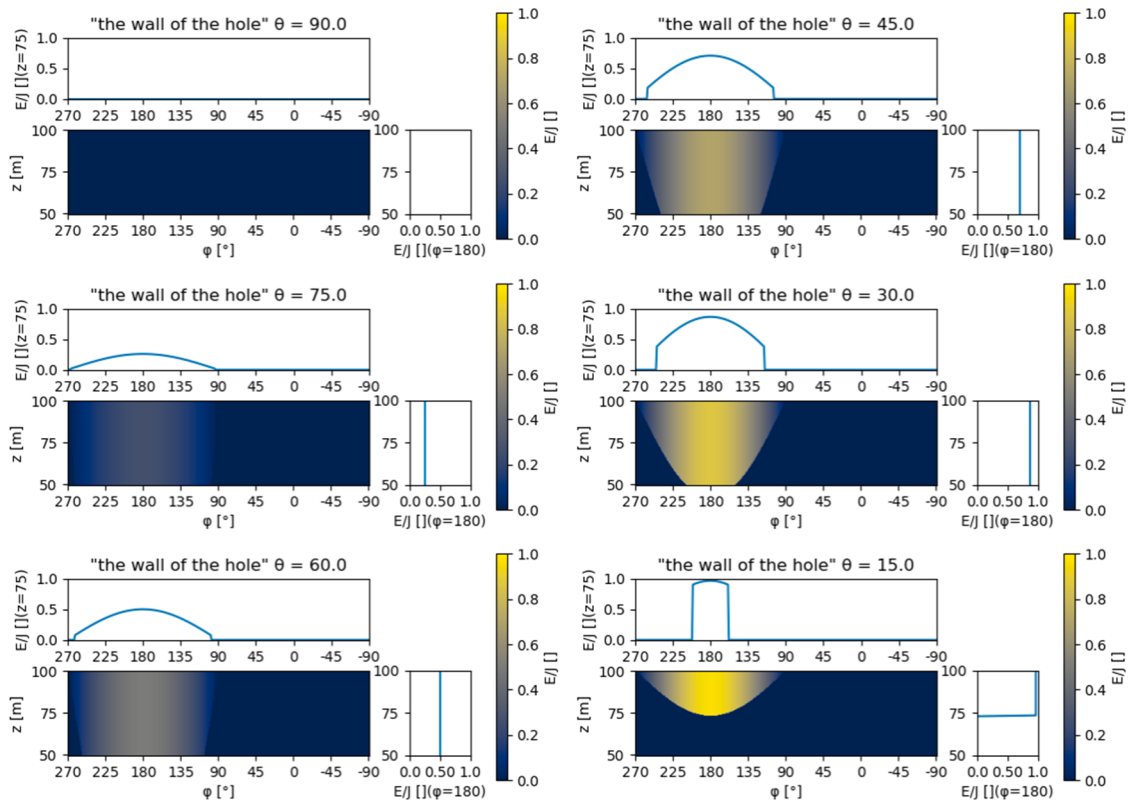 "the wall of the hole" θ = 90.0
E/J [](z=75)
1.0
0.5
0.0
270 225 180 135 90 45 0 -45 -90
z [m]
100
75
50
270 225 180 135 90 45 0 -45 -90
φ [°]
100
75
50
0.0 0.50 1.0
E/J [](φ=180)
1.0
0.8
0.6
0.4
0.2
0.0
E/J []
"the wall of the hole" θ = 45.0
E/J [](z=75)
1.0
0.5
0.0
270 225 180 135 90 45 0 -45 -90
z [m]
100
75
50
270 225 180 135 90 45 0 -45 -90
φ [°]
100
75
50
0.0 0.50 1.0
E/J [](φ=180)
1.0
0.8
0.6
0.4
0.2
0.0
E/J []
"the wall of the hole" θ = 75.0
E/J [](z=75)
1.0
0.5
0.0
270 225 180 135 90 45 0 -45 -90
z [m]
100
75
50
270 225 180 135 90 45 0 -45 -90
φ [°]
100
75
50
0.0 0.50 1.0
E/J [](φ=180)
1.0
0.8
0.6
0.4
0.2
0.0
E/J []
"the wall of the hole" θ = 30.0
E/J [](z=75)
1.0
0.5
0.0
270 225 180 135 90 45 0 -45 -90
z [m]
100
75
50
270 225 180 135 90 45 0 -45 -90
φ [°]
100
75
50
0.0 0.50 1.0
E/J [](φ=180)
1.0
0.8
0.6
0.4
0.2
0.0
E/J []
"the wall of the hole" θ = 60.0
E/J [](z=75)
1.0
0.5
0.0
270 225 180 135 90 45 0 -45 -90
z [m]
100
75
50
270 225 180 135 90 45 0 -45 -90
φ [°]
100
75
50
0.0 0.50 1.0
E/J [](φ=180)
1.0
0.8
0.6
0.4
0.2
0.0
E/J []
"the wall of the hole" θ = 15.0
E/J [](z=75)
1.0
0.5
0.0
270 225 180 135 90 45 0 -45 -90
z [m]
100
75
50
270 225 180 135 90 45 0 -45 -90
φ [°]
100
75
50
0.0 0.50 1.0
E/J [](φ=180)
1.0
0.8
0.6
0.4
0.2
0.0
E/J []